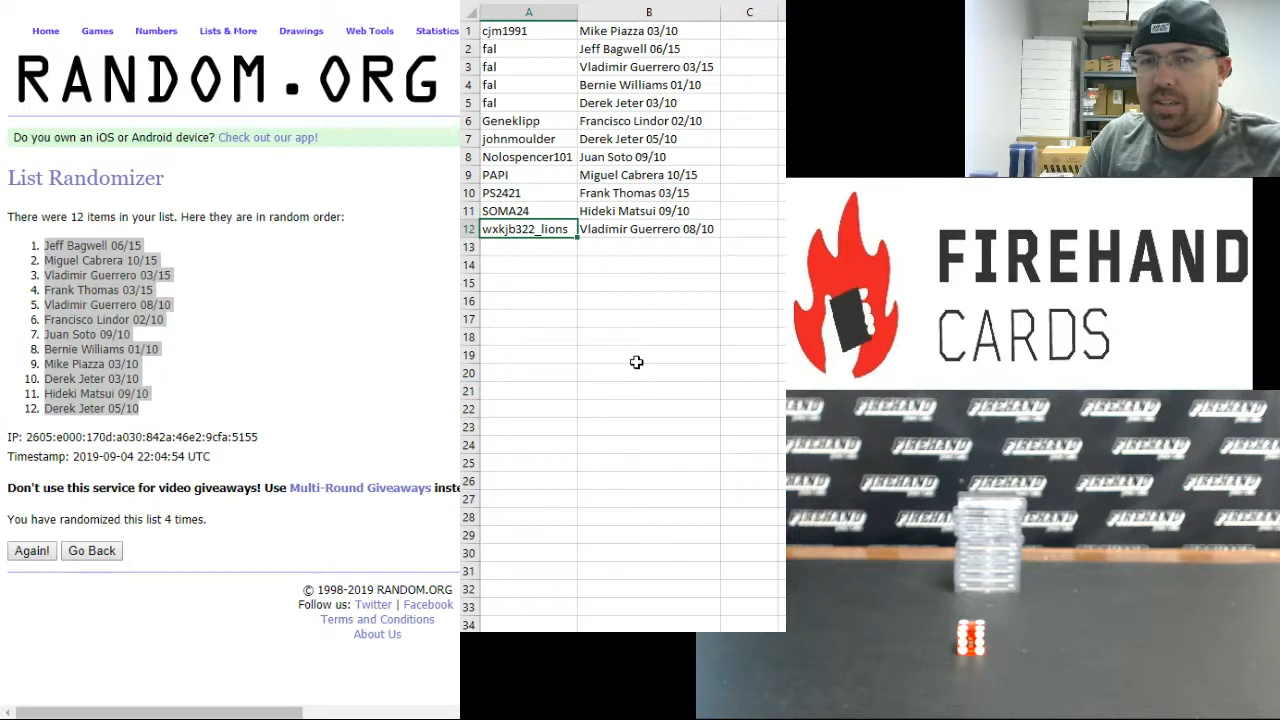 Home Games Numbers Lists & More Drawings Web Tools Statistics
RANDOM.ORG
Do you own an iOS or Android device? Check out our app!
List Randomizer
There were 12 items in your list. Here they are in random order:
1. Jeff Bagwell 06/15
2. Miguel Cabrera 10/15
3. Vladimir Guerrero 03/15
4. Frank Thomas 03/15
5. Vladimir Guerrero 08/10
6. Francisco Lindor 02/10
7. Juan Soto 09/10
8. Bernie Williams 01/10
9. Mike Piazza 03/10
10. Derek Jeter 03/10
11. Hideki Matsui 09/10
12. Derek Jeter 05/10
IP: 2605:e000:170d:a030:842a:46e2:9cfa:5155
Timestamp: 2019-09-04 22:04:54 UTC
Don't use this service for video giveaways! Use Multi-Round Giveaways inste
You have randomized this list 4 times.
Again! Go Back
© 1998-2019 RANDOM.ORG
Follow us: Twitter | Facebook
Terms and Conditions
About Us
A B C
1 cjm1991 Mike Piazza 03/10
2 fal Jeff Bagwell 06/15
3 fal Vladimir Guerrero 03/15
4 fal Bernie Williams 01/10
5 fal Derek Jeter 03/10
6 Geneklipp Francisco Lindor 02/10
7 johnmoulder Derek Jeter 05/10
8 Nolospencer101 Juan Soto 09/10
9 PAPI Miguel Cabrera 10/15
10 PS2421 Frank Thomas 03/15
11 SOMA24 Hideki Matsui 09/10
12 wxkjb322_lions Vladimir Guerrero 08/10
13
14
15
16
17
18
19
20
21
22
23
24
25
26
27
28
29
30
31
32
33
34
FIREHAND
CARDS
FIREHAND FIREHAND FIREHAND
FIREHAND FIREHAND
FIREHAND FIREHAND
FIREHAND FIREHAND